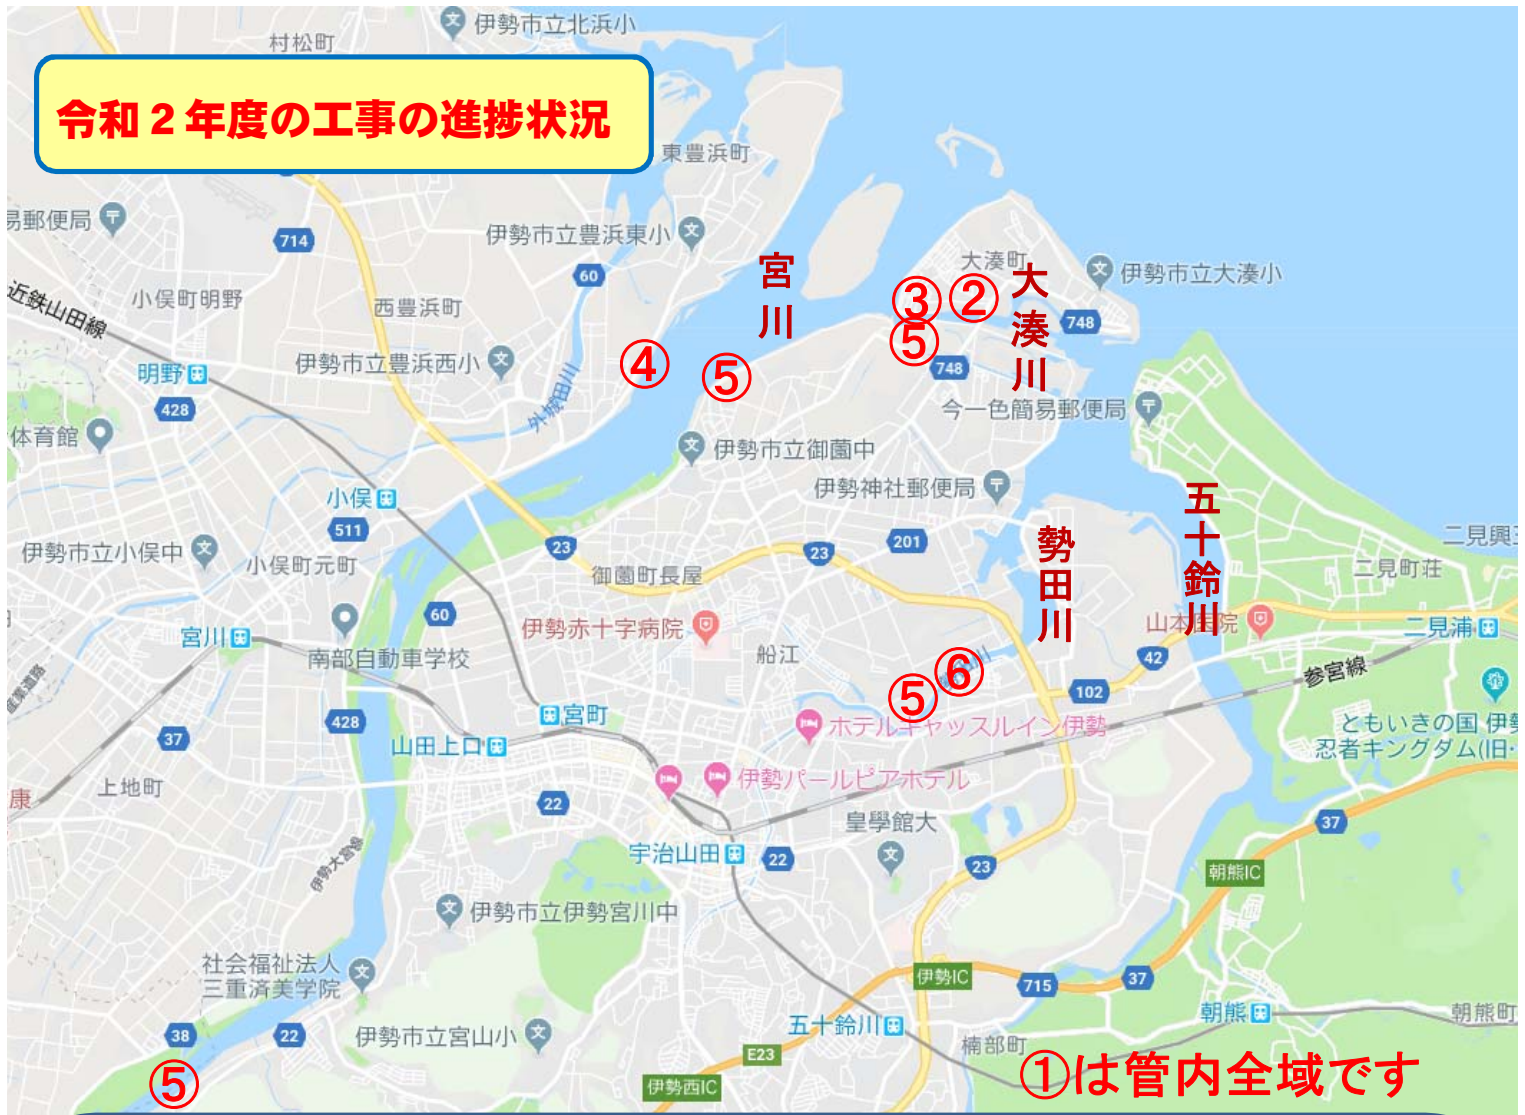 伊勢市立北浜小
村松町
令和２年度の工事の進捗状況
東豊浜町
易郵便局
714
伊勢市立豊浜東小
60
宮川
大湊町
伊勢市立大湊小
近鉄山田線
小俣町明野
西豊浜町
③
②
大湊川
748
⑤
伊勢市立豊浜西小
④
⑤
748
明野
428
外城田川
今一色簡易郵便局
体育館
伊勢市立御薗中
伊勢神社郵便局
小俣
511
五十鈴川
伊勢市立小俣中
小俣町元町
23
23
201
勢田川
二見興玉
御薗町長屋
二見町荘
60
宮川
伊勢赤十字病院
山本医院
二見浦
南部自動車学校
船江
42
⑥
⑤
102
参宮線
428
宮町
37
山田上口
ホテルキャッスルイン伊勢
ともいきの国 伊勢
忍者キングダム(旧・
上地町
伊勢パールピアホテル
康
22
皇學館大
37
宇治山田
22
23
朝熊IC
伊勢市立伊勢宮川中
社会福祉法人
三重済美学院
伊勢IC
715
37
38
22
伊勢市立宮山小
五十鈴川
朝熊
朝熊町
楠部町
E23
⑤
伊勢西IC
①は管内全域です